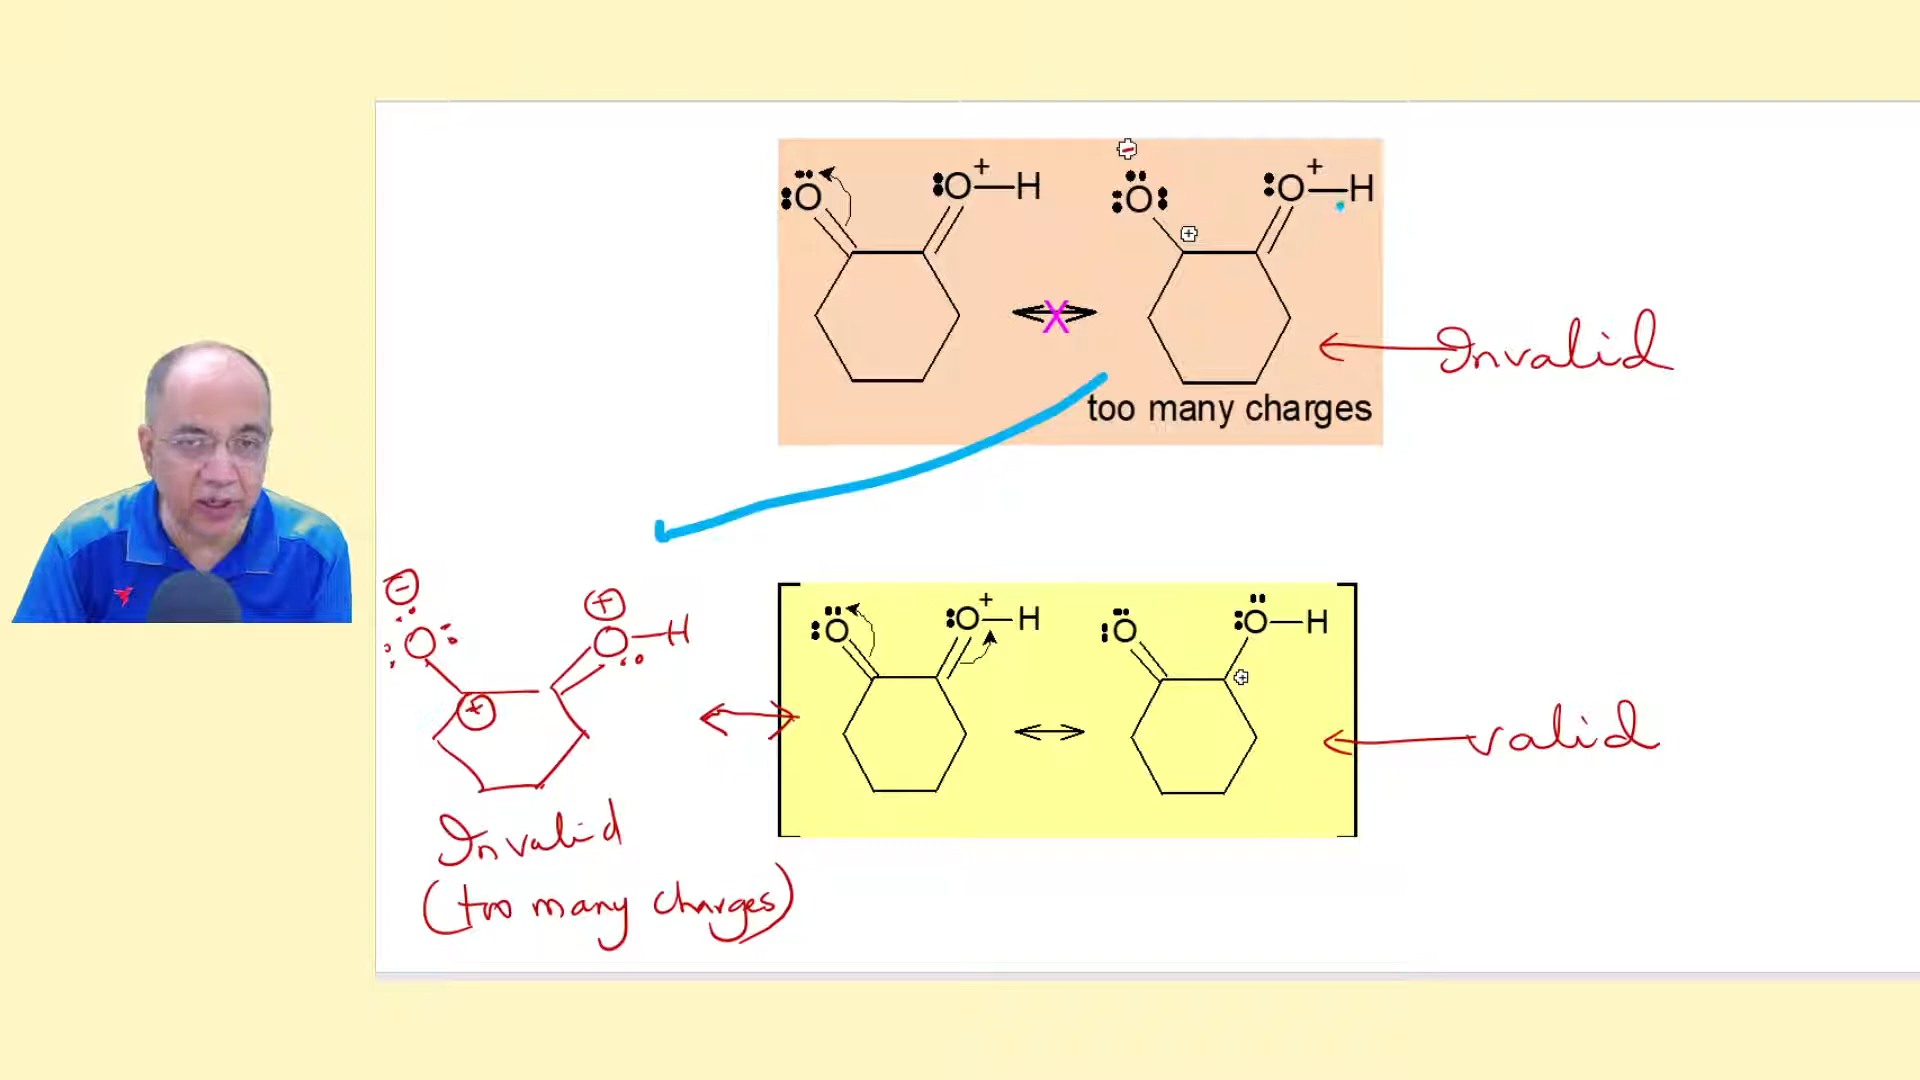 ⊖
+
+
:O:
:O—H
:O:
:O—H
⊕
X
Invalid
too many charges
⊖
⊕
+
:O
:O—H
:O
:O—H
O
O—H
⊕
⊕
valid
Invalid
(too many charges)